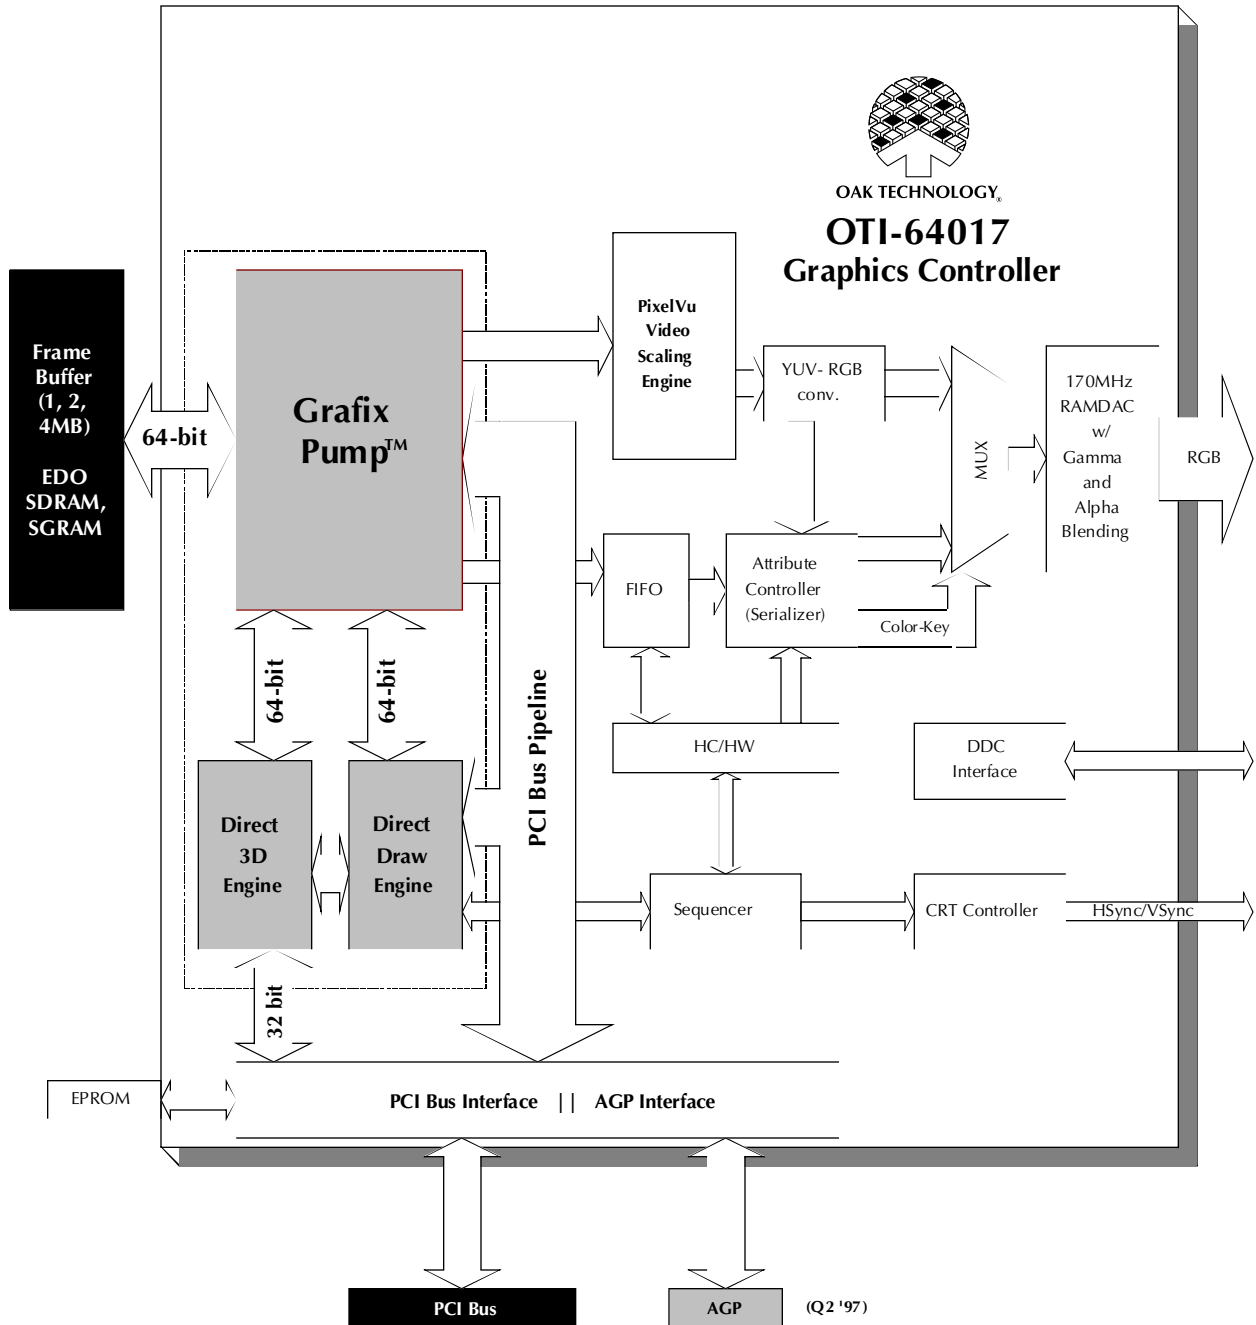 OAK TECHNOLOGY®
OTI-64017
Graphics Controller
Frame
Buffer
(1, 2,
4MB)
EDO
SDRAM,
SGRAM
64-bit
Grafix
Pump™
PixelVu
Video
Scaling
Engine
YUV- RGB
conv.
MUX
170MHz
RAMDAC
w/
Gamma
and
Alpha
Blending
RGB
FIFO
Attribute
Controller
(Serializer)
Color-Key
64-bit
64-bit
PCI Bus Pipeline
HC/HW
DDC
Interface
Direct
3D
Engine
Direct
Draw
Engine
Sequencer
CRT Controller
HSync/VSync
32 bit
EPROM
PCI Bus Interface || AGP Interface
PCI Bus
AGP
(Q2 '97)